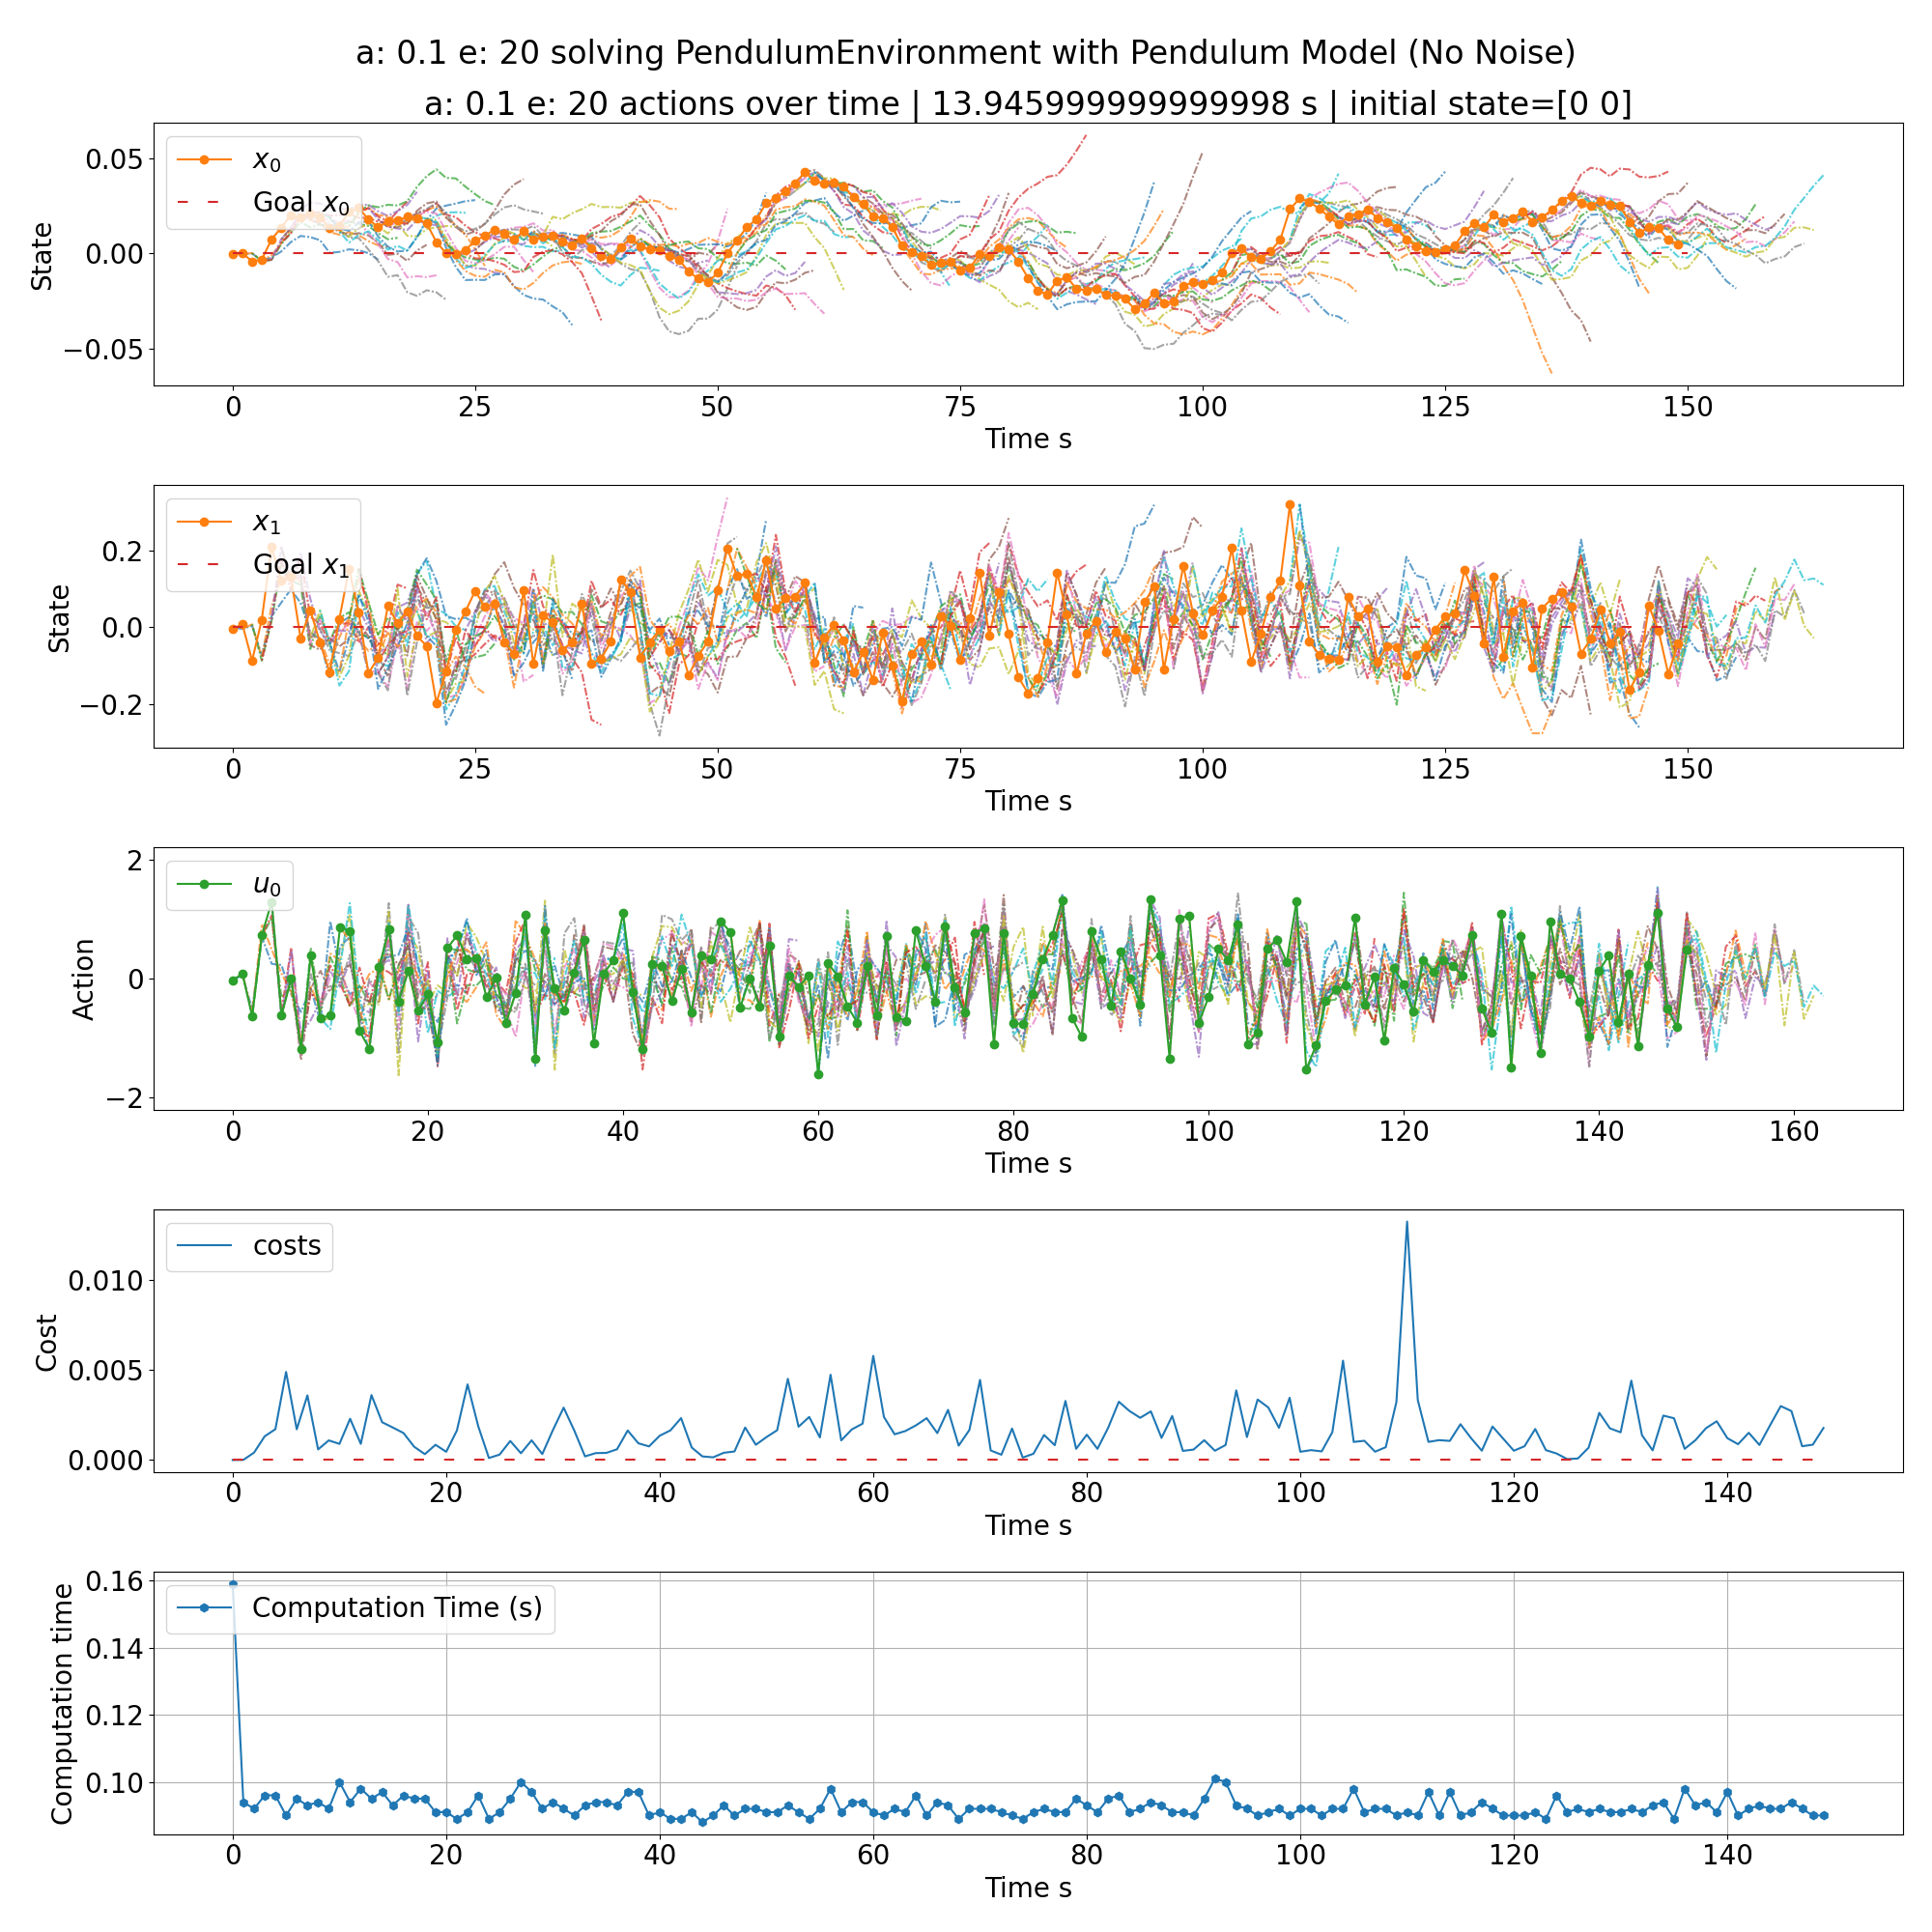 a: 0.1 e: 20 solving PendulumEnvironment with Pendulum Model (No Noise)
a: 0.1 e: 20 actions over time | 13.945999999999998 s | initial state=[0 0]
x0
Goal x0
State
0.05
0.00
−0.05
0 25 50 75 100 125 150
Time s
x1
Goal x1
State
0.2
0.0
−0.2
0 25 50 75 100 125 150
Time s
u0
Action
2
0
−2
0 20 40 60 80 100 120 140 160
Time s
costs
Cost
0.010
0.005
0.000
0 20 40 60 80 100 120 140
Time s
Computation Time (s)
Computation time
0.16
0.14
0.12
0.10
0 20 40 60 80 100 120 140
Time s